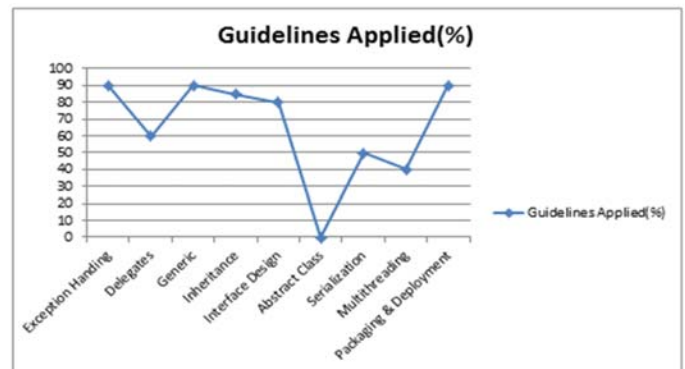 Guidelines Applied(%)
100
90
80
70
60
50
40
30
20
10
0
Exception Handing
Delegates
Generic
Inheritance
Interface Design
Abstract Class
Serialization
Multithreading
Packaging & Deployment
Guidelines Applied(%)